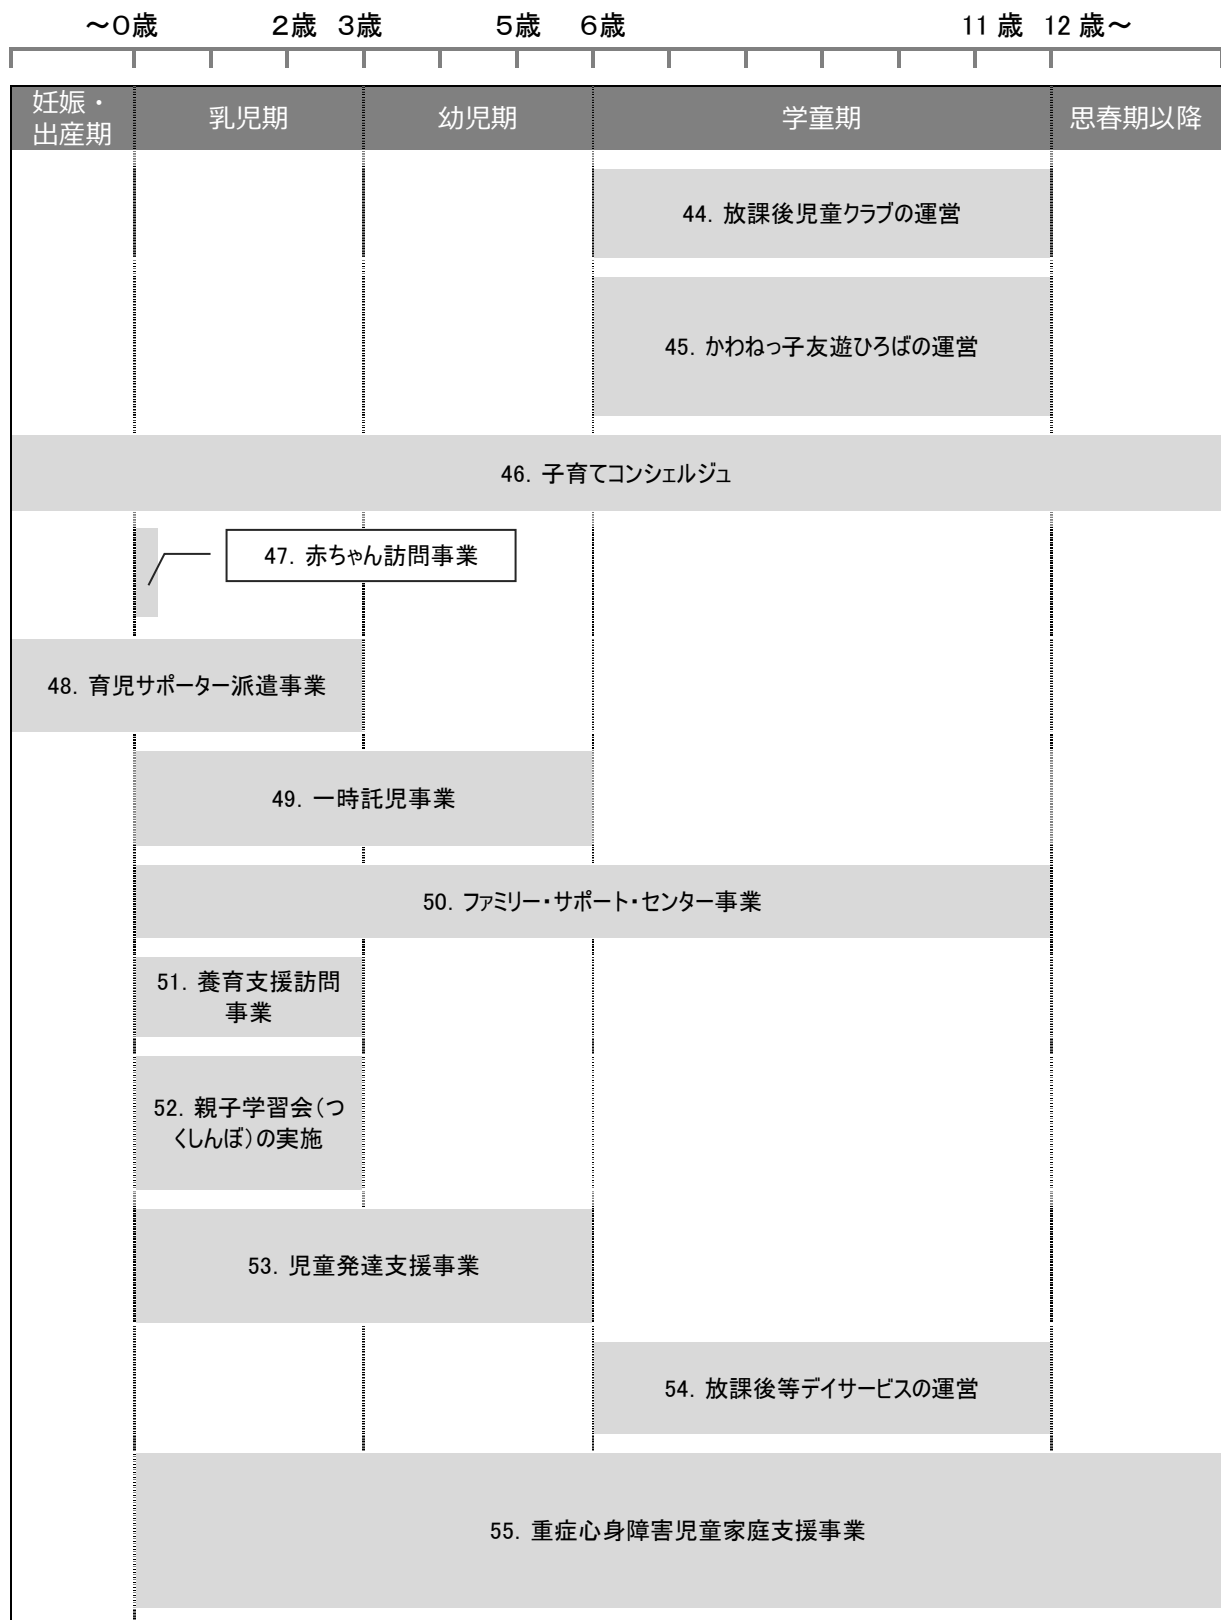 ～０歳 ２歳 ３歳 ５歳 ６歳 11 歳 12 歳～
妊娠・
出産期
乳児期
幼児期
学童期
思春期以降
44．放課後児童クラブの運営
45．かわねっ子友遊ひろばの運営
46．子育てコンシェルジュ
47．赤ちゃん訪問事業
48．育児サポーター派遣事業
49．一時託児事業
50．ファミリー・サポート・センター事業
51．養育支援訪問
事業
52．親子学習会（つ
くしんぼ）の実施
53．児童発達支援事業
54．放課後等デイサービスの運営
55．重症心身障害児童家庭支援事業